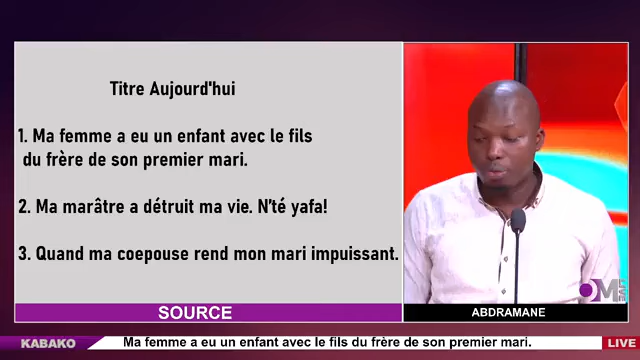 Titre Aujourd'hui
1. Ma femme a eu un enfant avec le fils
du frère de son premier mari.
2. Ma marâtre a détruit ma vie. N'té yafa!
3. Quand ma coepouse rend mon mari impuissant.
SOURCE
ABDRAMANE
OM LIVE
KABAKO
Ma femme a eu un enfant avec le fils du frère de son premier mari.
LIVE